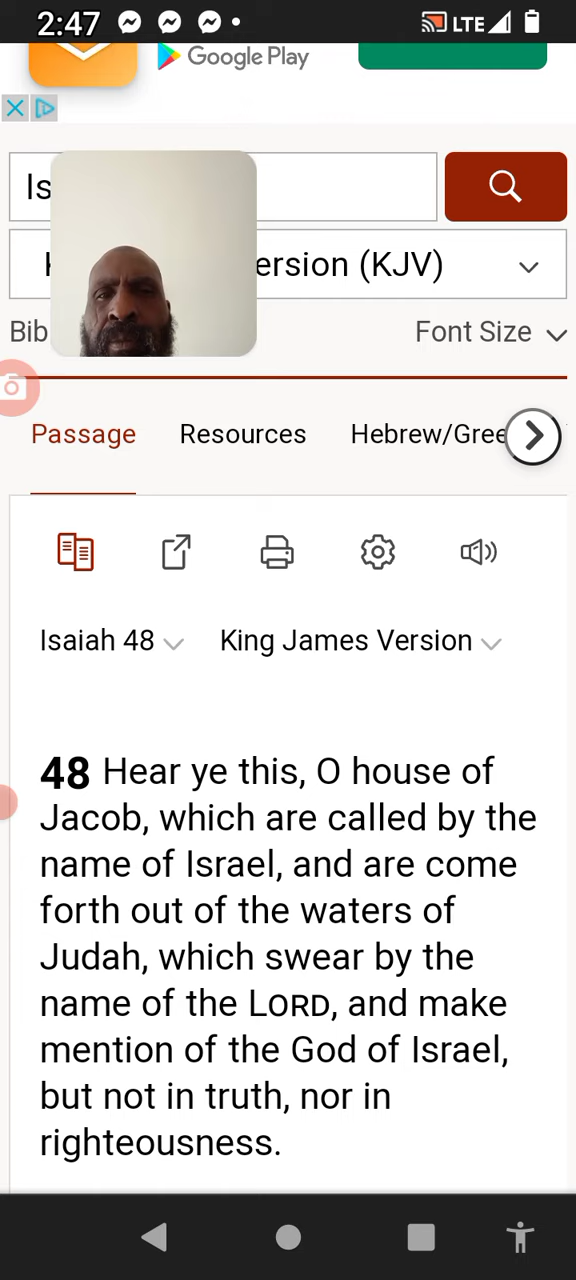 2:47 LTE
Google Play
Is
ersion (KJV)
Bib Font Size
Passage Resources Hebrew/Gree
Isaiah 48 King James Version
48 Hear ye this, O house of
Jacob, which are called by the
name of Israel, and are come
forth out of the waters of
Judah, which swear by the
name of the LORD, and make
mention of the God of Israel,
but not in truth, nor in
righteousness.